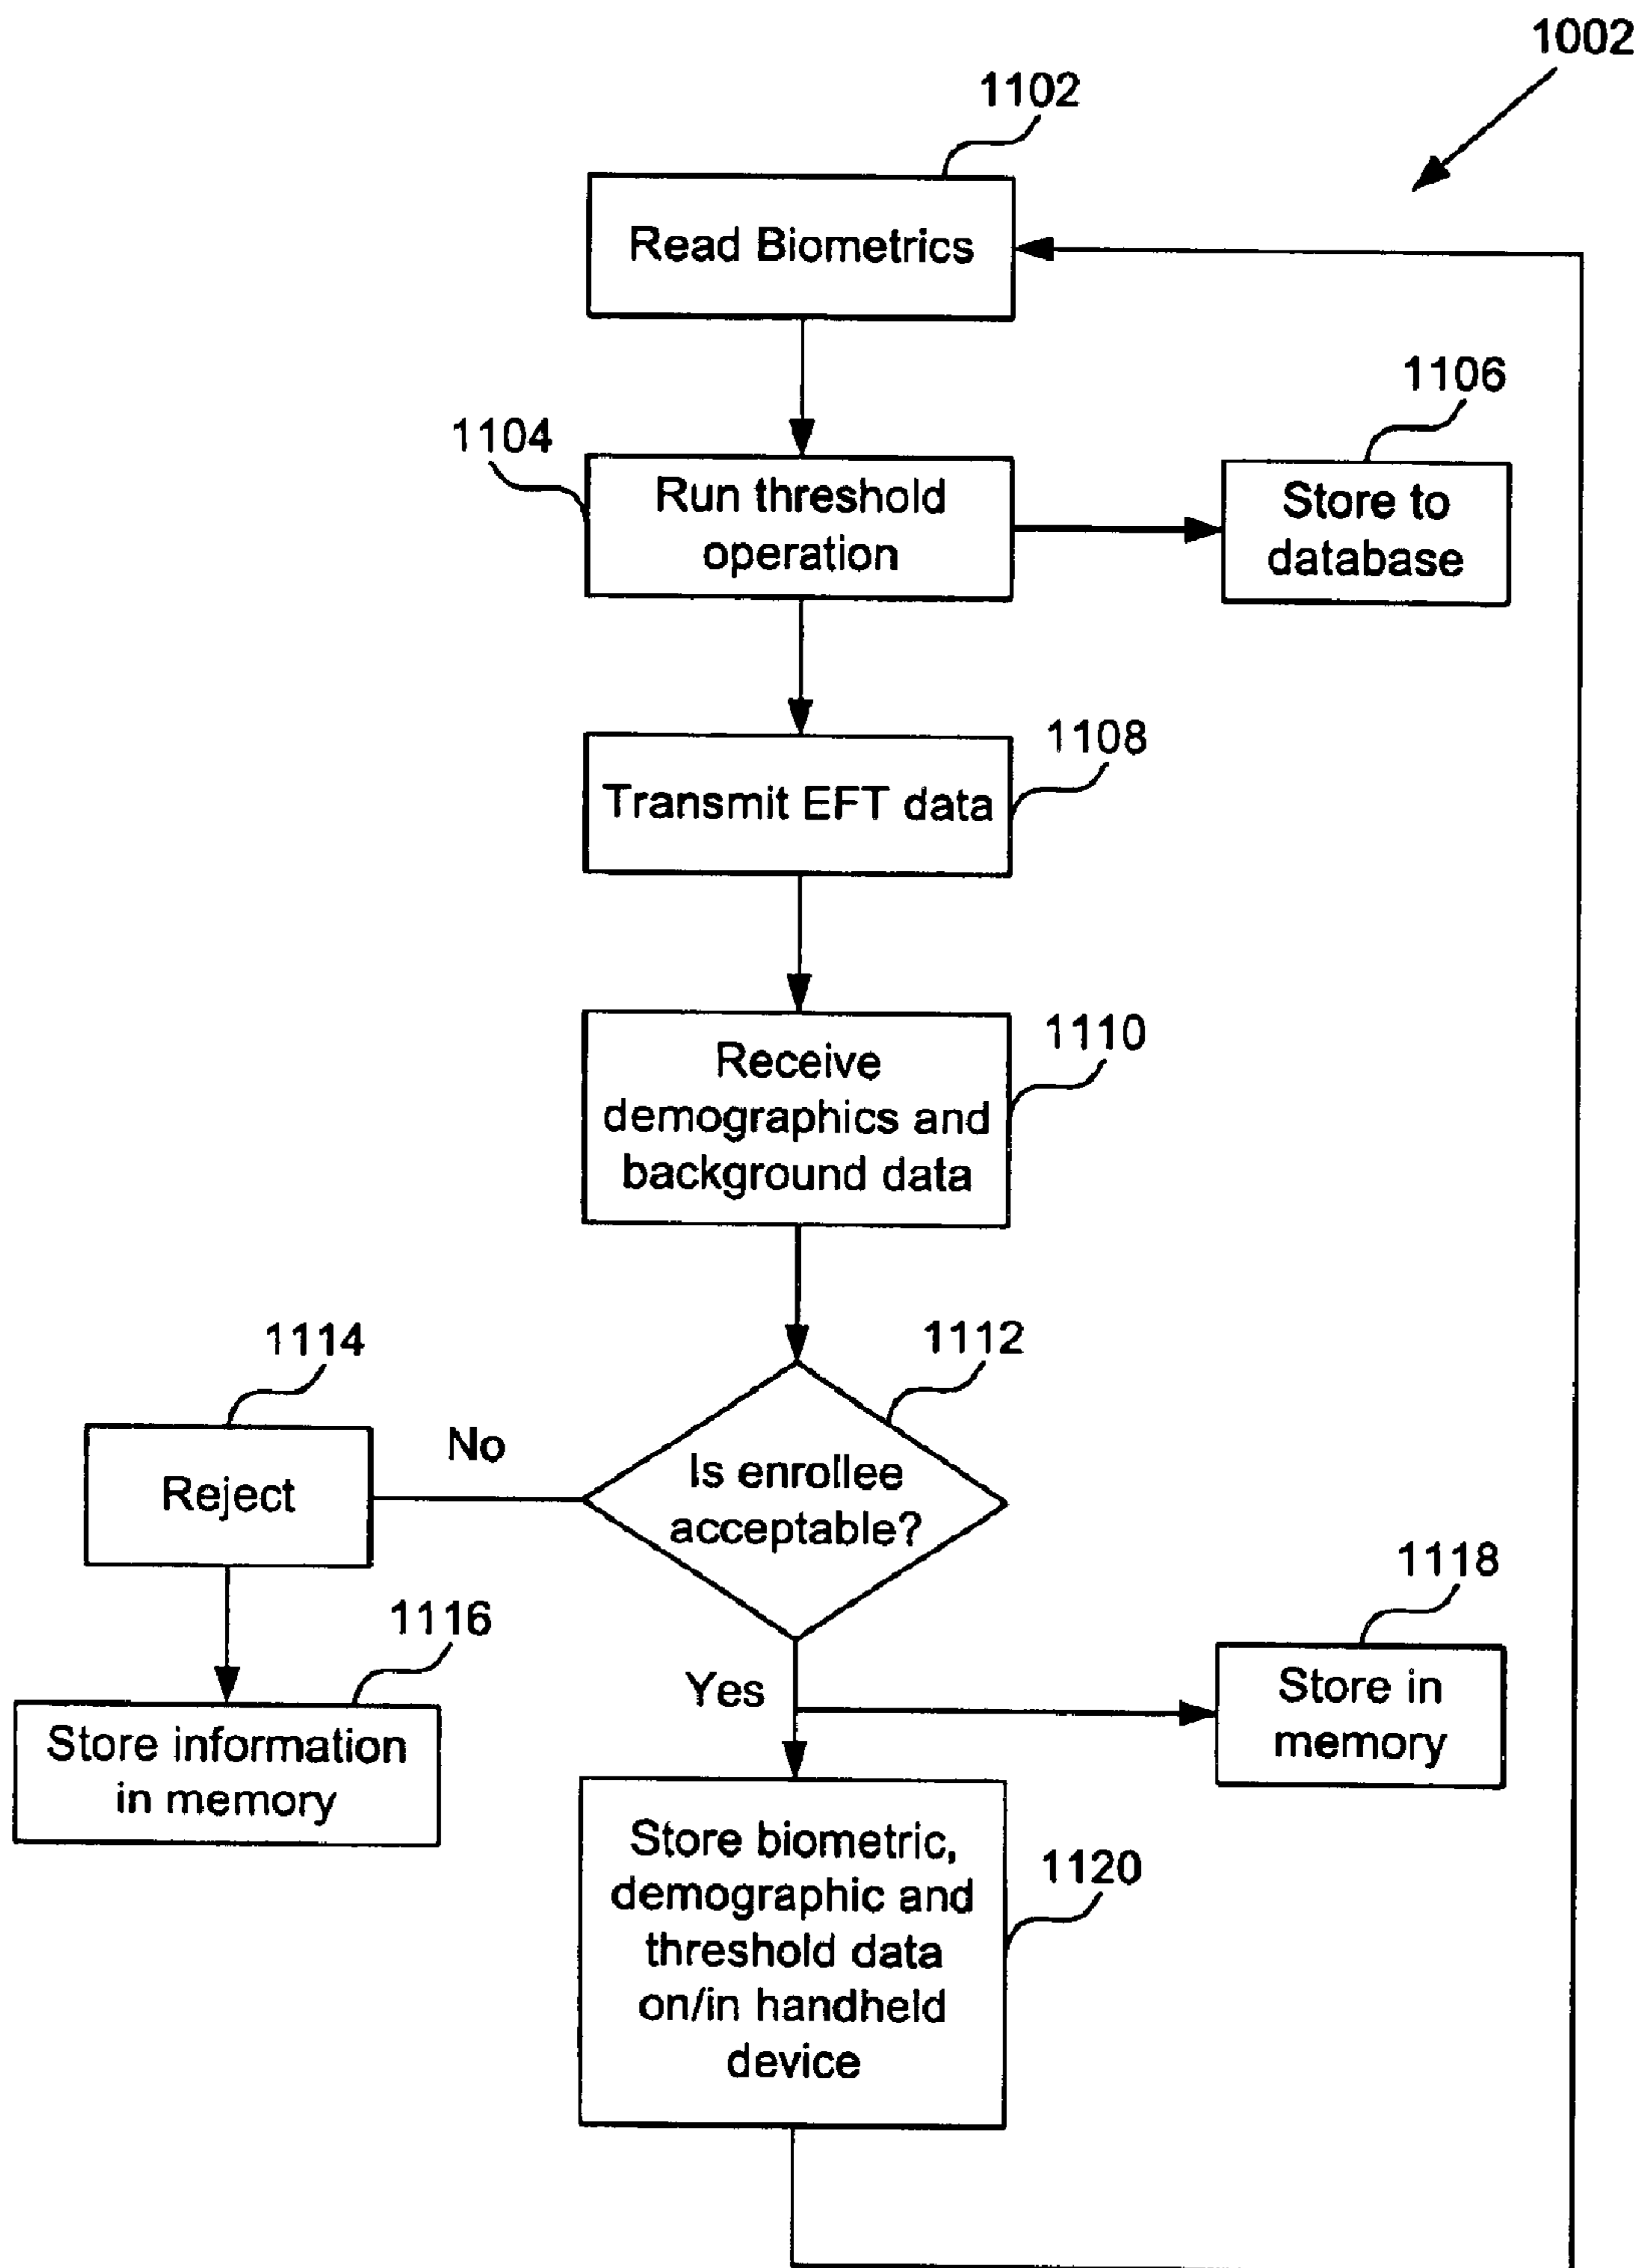 1002
1102
Read Biometrics
1106
1104
Run threshold
operation
Store to
database
1108
Transmit EFT data
1110
Receive
demographics and
background data
1112
1114
No
Reject
Is enrollee
acceptable?
1118
1116
Yes
Store in
memory
Store information
in memory
Store biometric,
demographic and
threshold data
on/in handheld
device
1120